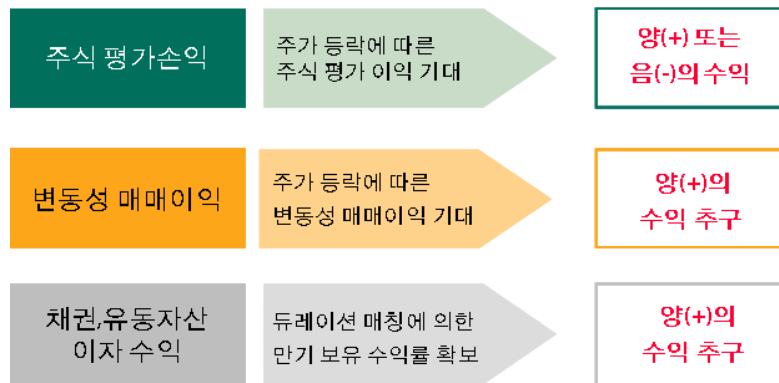 주식 평가손익
주가 등락에 따른
주식 평가 이익 기대
양(+) 또는
음(-)의 수익
변동성 매매이익
주가 등락에 따른
변동성 매매이익 기대
양(+)의
수익 추구
채권,유동자산
이자 수익
듀레이션 매칭에 의한
만기 보유 수익률 확보
양(+)의
수익 추구